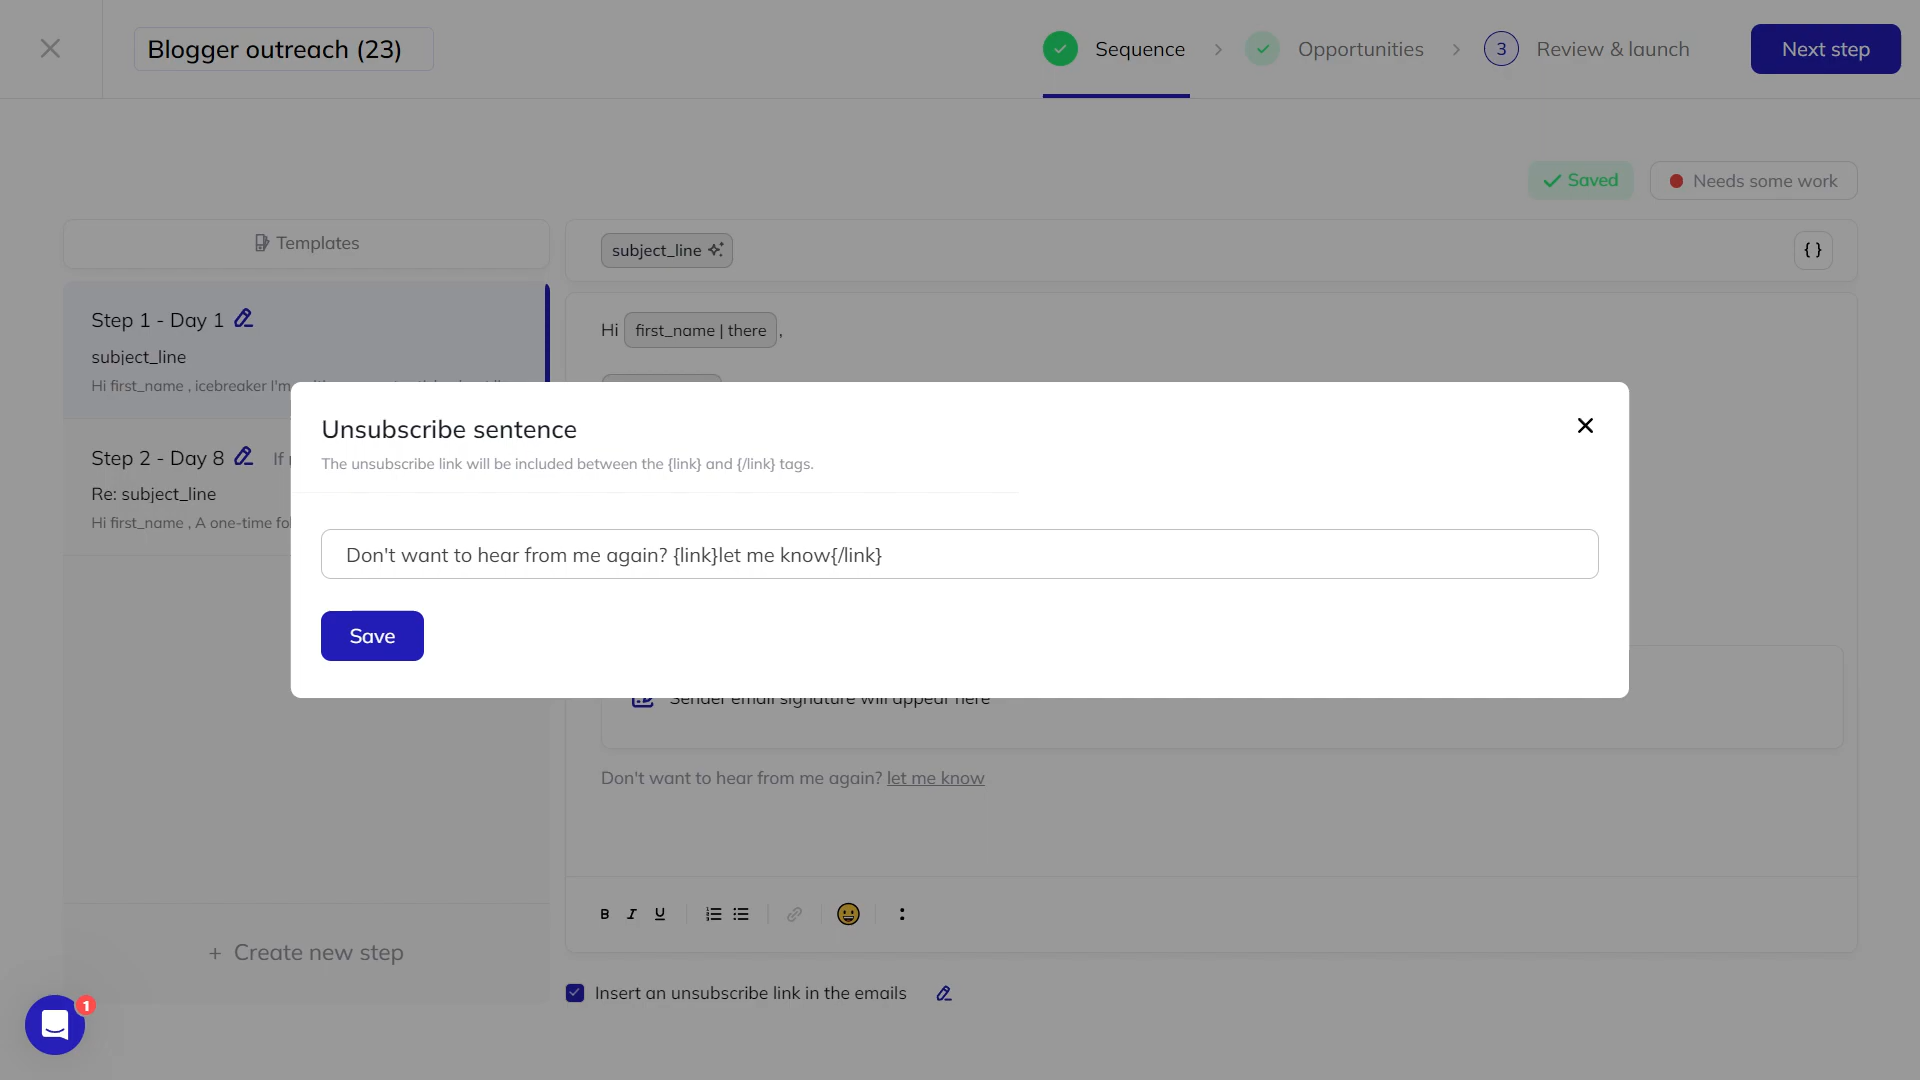 Blogger outreach (23)
Sequence
Opportunities
3
Review & launch
Next step
Saved
Needs some work
Templates
subject_line
{ }
Step 1 - Day 1
subject_line
Hi first_name , icebreaker I'm
Hi first_name | there ,
Step 2 - Day 8 If
Re: subject_line
Hi first_name , A one-time fo
Unsubscribe sentence
The unsubscribe link will be included between the {link} and {/link} tags.
Don't want to hear from me again? {link}let me know{/link}
Save
Sender email signature will appear here
Don't want to hear from me again? let me know
B I U
+ Create new step
Insert an unsubscribe link in the emails
1